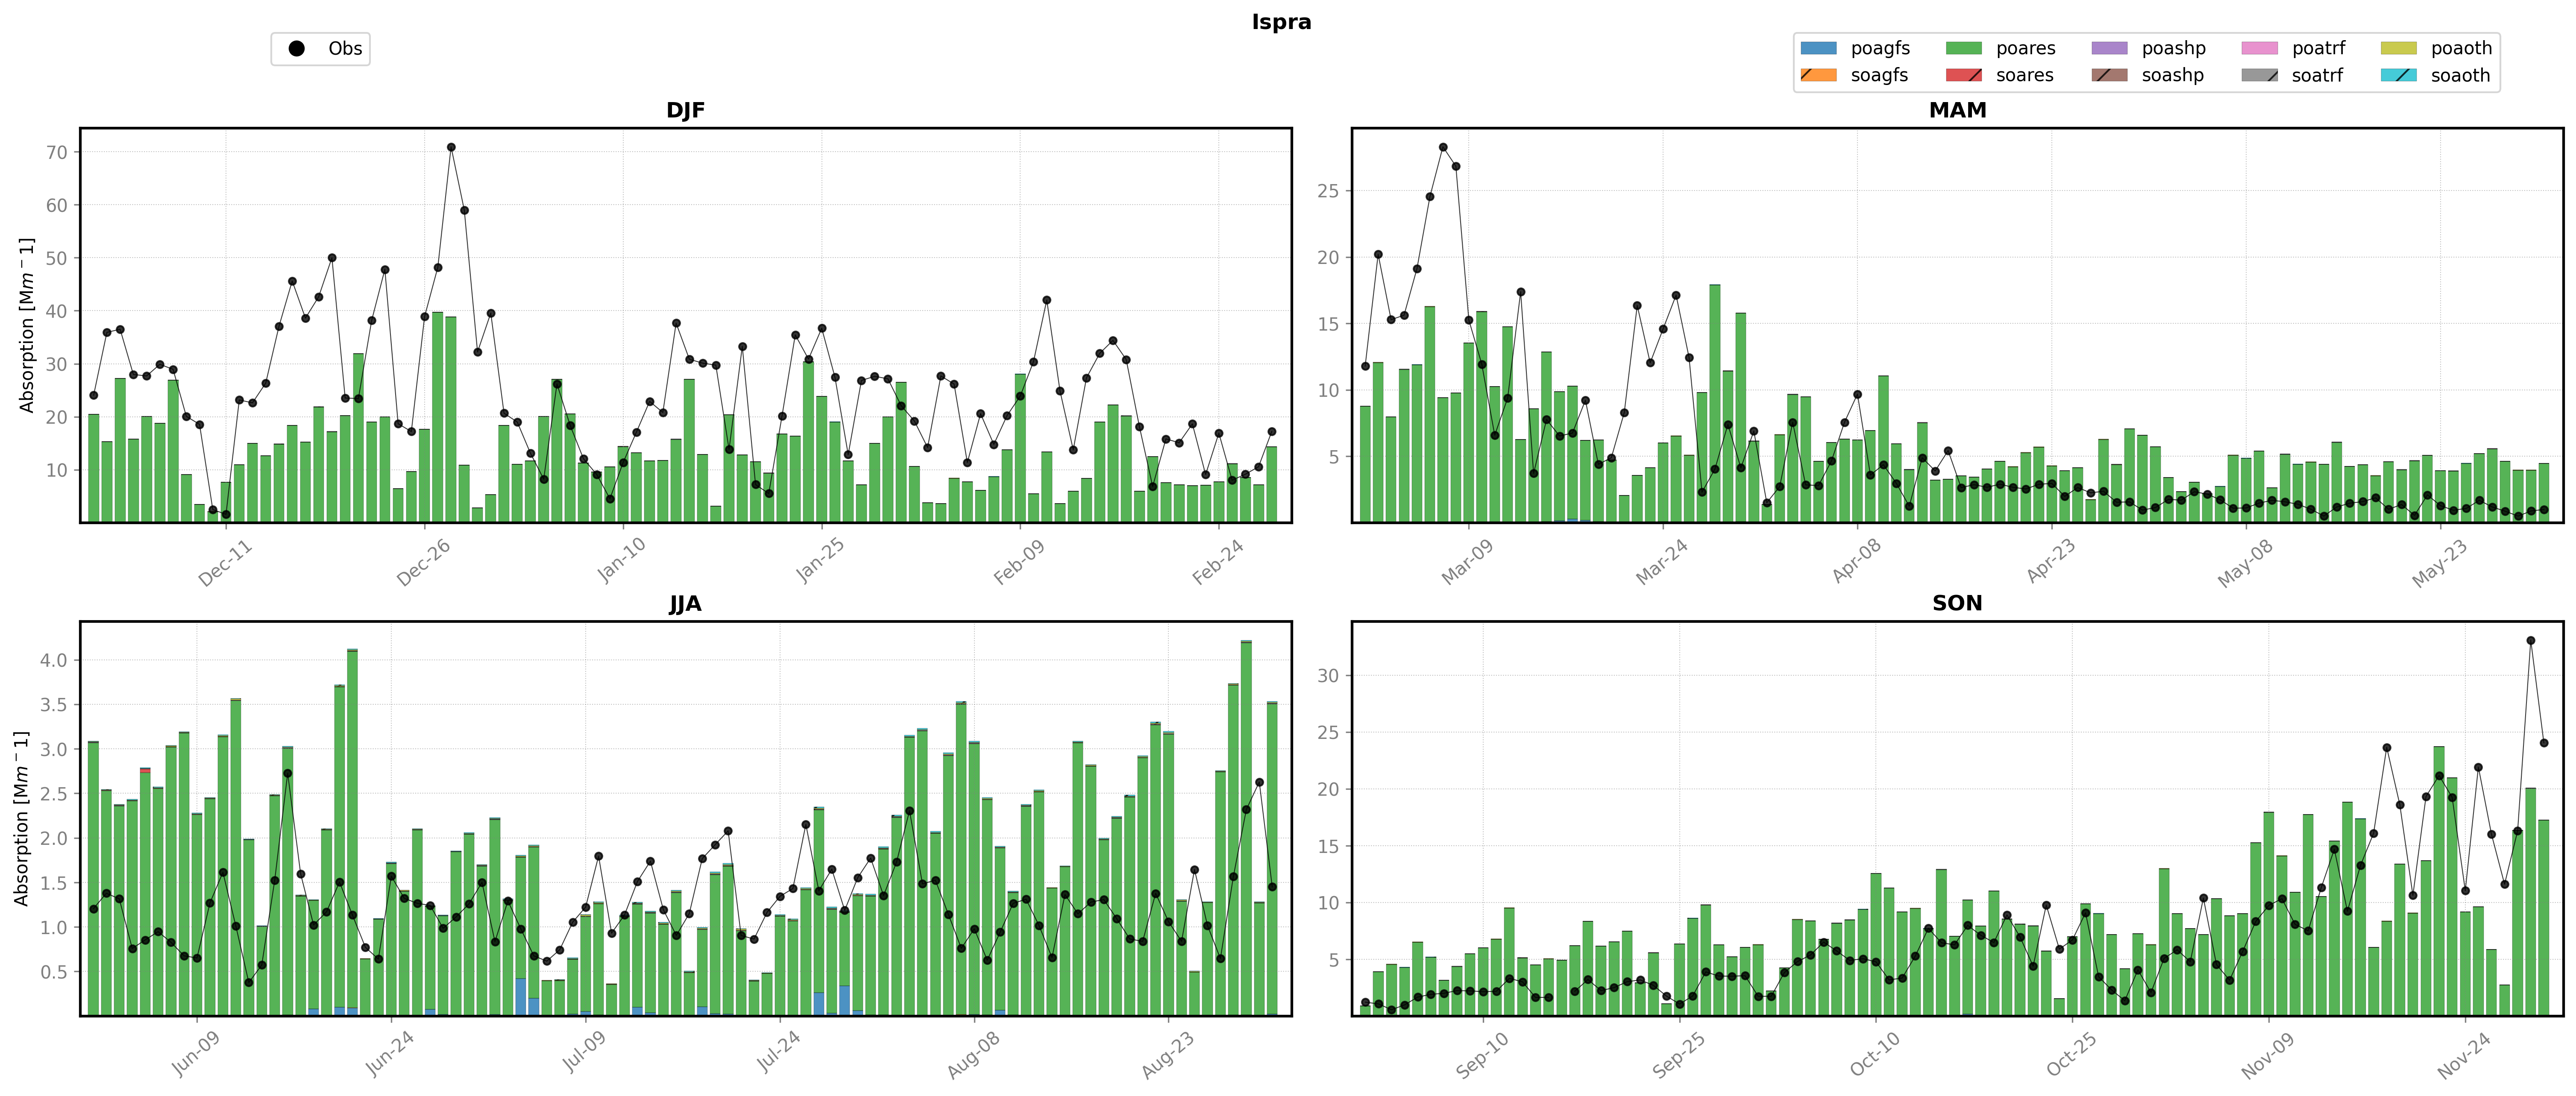 Ispra
Obs
poagfs poares poashp poatrf poaoth
soagfs soares soashp soatrf soaoth
DJF
MAM
Absorption [Mm⁻1]
70
60
50
40
30
20
10
Dec-11 Dec-26 Jan-10 Jan-25 Feb-09 Feb-24
25
20
15
10
5
Mar-09 Mar-24 Apr-08 Apr-23 May-08 May-23
JJA
SON
Absorption [Mm⁻1]
4.0
3.5
3.0
2.5
2.0
1.5
1.0
0.5
Jun-09 Jun-24 Jul-09 Jul-24 Aug-08 Aug-23
30
25
20
15
10
5
Sep-10 Sep-25 Oct-10 Oct-25 Nov-09 Nov-24